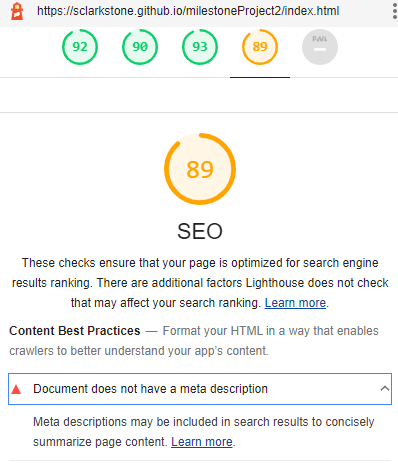 https://sclarkstone.github.io/milestoneProject2/index.html
92 90 93 89 PWA
89
SEO
These checks ensure that your page is optimized for search engine
results ranking. There are additional factors Lighthouse does not check
that may affect your search ranking. Learn more.
Content Best Practices — Format your HTML in a way that enables
crawlers to better understand your app's content.
Document does not have a meta description
Meta descriptions may be included in search results to concisely
summarize page content. Learn more.